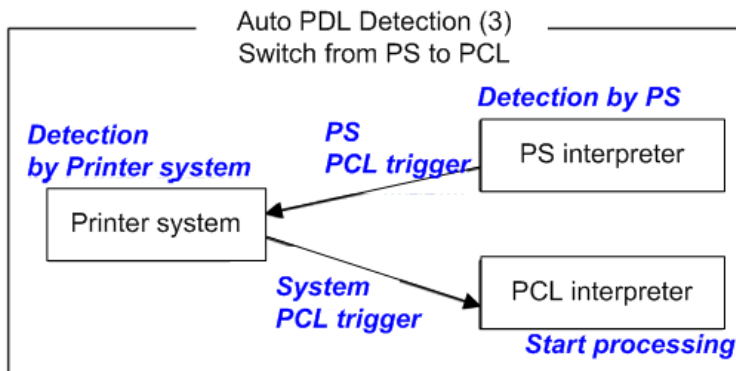 Auto PDL Detection (3)
Switch from PS to PCL
Detection by PS
Detection
by Printer system
PS
PCL trigger
PS interpreter
Printer system
System
PCL trigger
PCL interpreter
Start processing